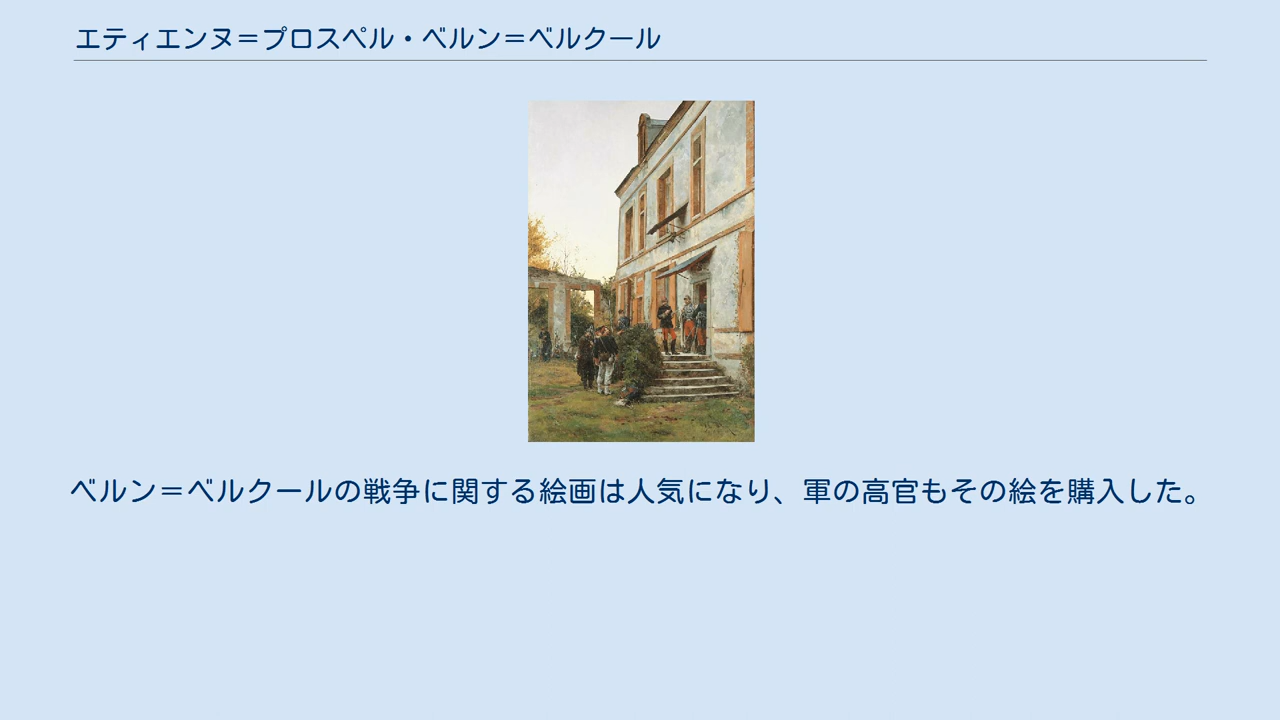 エティエンヌ＝プロスペル・ベルン＝ベルクール
ベルン＝ベルクールの戦争に関する絵画は人気になり、軍の高官もその絵を購入した。